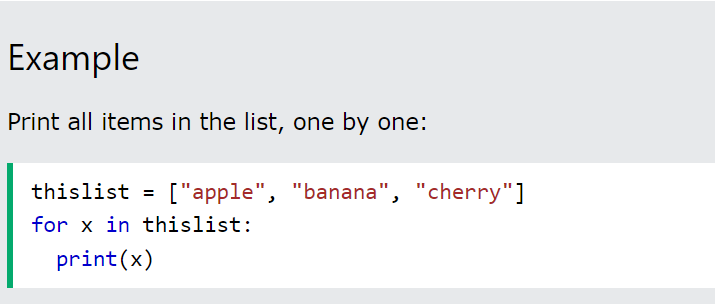 Example
Print all items in the list, one by one:
thislist = ["apple", "banana", "cherry"]
for x in thislist:
  print(x)